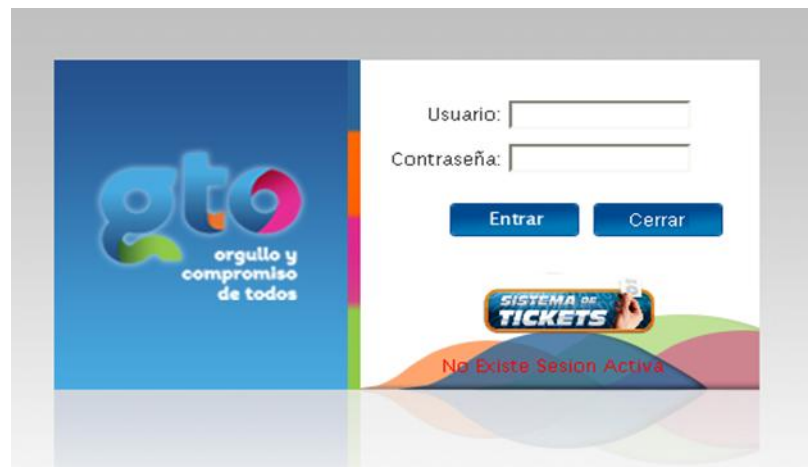 Usuario:
Contraseña:
Entrar
Cerrar
gto
orgullo y
compromiso
de todos
SISTEMA DE
TICKETS
No Existe Sesion Activa